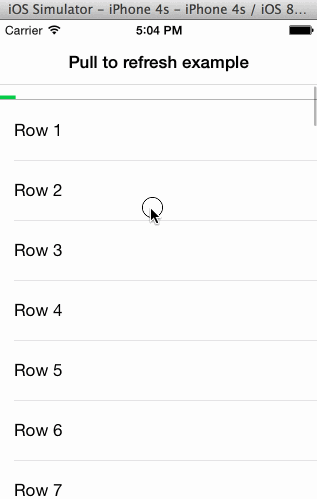 iOS Simulator – iPhone 4s – iPhone 4s / iOS 8...
Carrier 5:04 PM
Pull to refresh example
Row 1
Row 2
Row 3
Row 4
Row 5
Row 6
Row 7